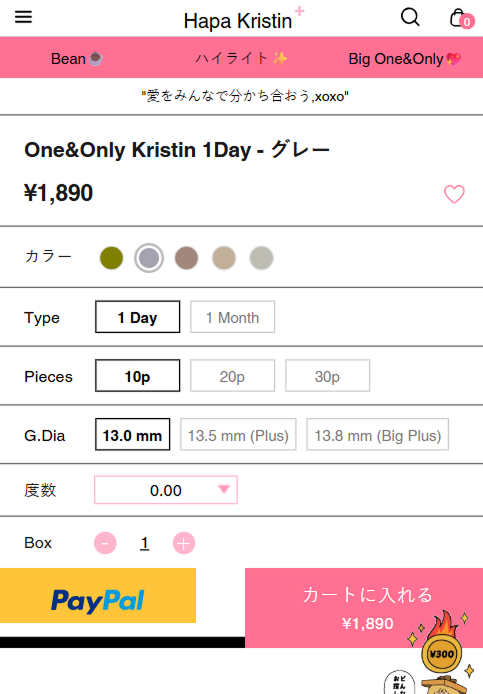 Hapa Kristin+
0
Bean ハイライト✨ Big One&Only💖
"愛をみんなで分かち合おう,xoxo"
One&Only Kristin 1Day - グレー
¥1,890
カラー
Type 1 Day 1 Month
Pieces 10p 20p 30p
G.Dia 13.0 mm 13.5 mm (Plus) 13.8 mm (Big Plus)
度数 0.00
Box - 1 +
PayPal カートに入れる
¥1,890
¥300